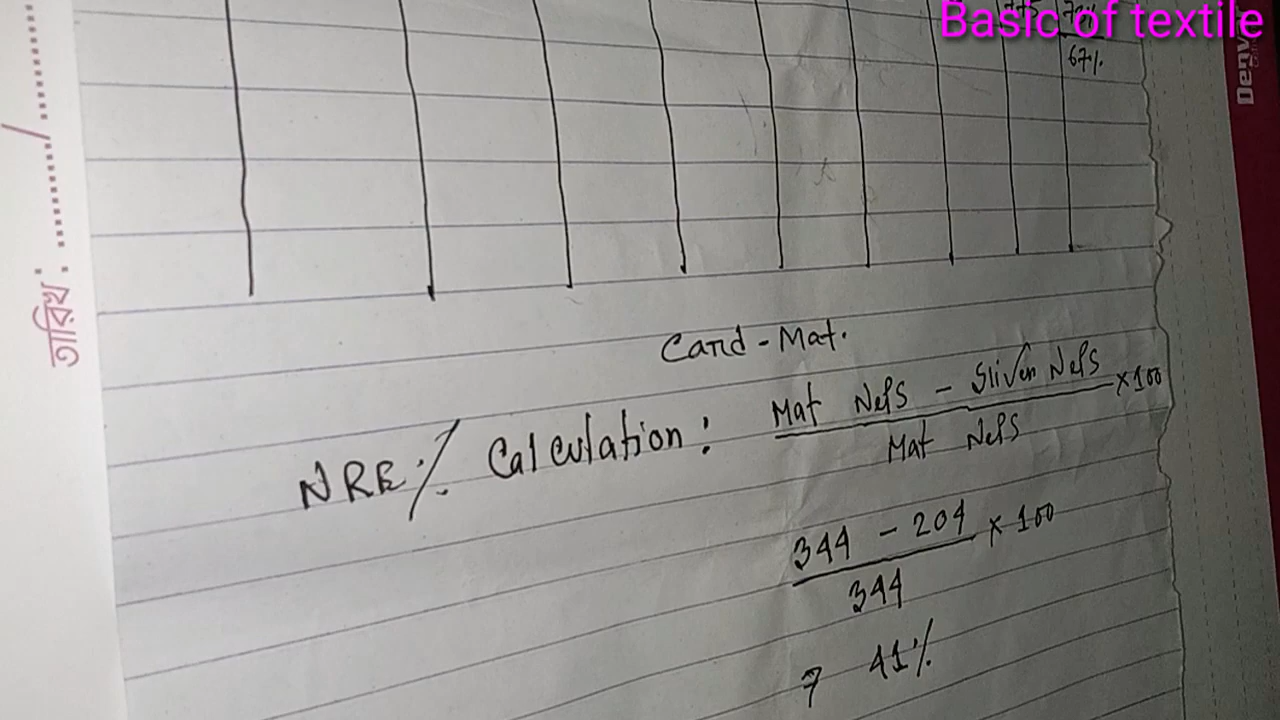 Basic of textile
67%
Denv
তারিখ : ........../..........
Card - Mat.
NRE% Calculation : Mat Neps - Sliver Neps × 100
Mat Neps
344 - 204 × 100
344
41%